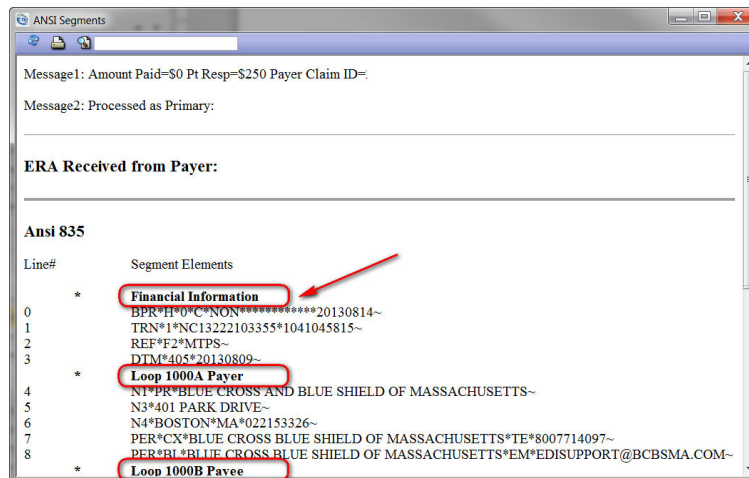 ANSI Segments
Message1: Amount Paid=$0 Pt Resp=$250 Payer Claim ID=
Message2: Processed as Primary:
ERA Received from Payer:
Ansi 835
Line# Segment Elements
* Financial Information
0 BPR*H*0*C*NON************20130814~
1 TRN*1*NC13222103355*1041045815~
2 REF*F2*MTPS~
3 DTM*405*20130809~
* Loop 1000A Payer
4 N1*PR*BLUE CROSS AND BLUE SHIELD OF MASSACHUSETTS~
5 N3*401 PARK DRIVE~
6 N4*BOSTON*MA*022153326~
7 PER*CX*BLUE CROSS BLUE SHIELD OF MASSACHUSETTS*TE*8007714097~
8 PER*BL*BLUE CROSS BLUE SHIELD OF MASSACHUSETTS*EM*EDISUPPORT@BCBSMA.COM~
* Loop 1000B Payee